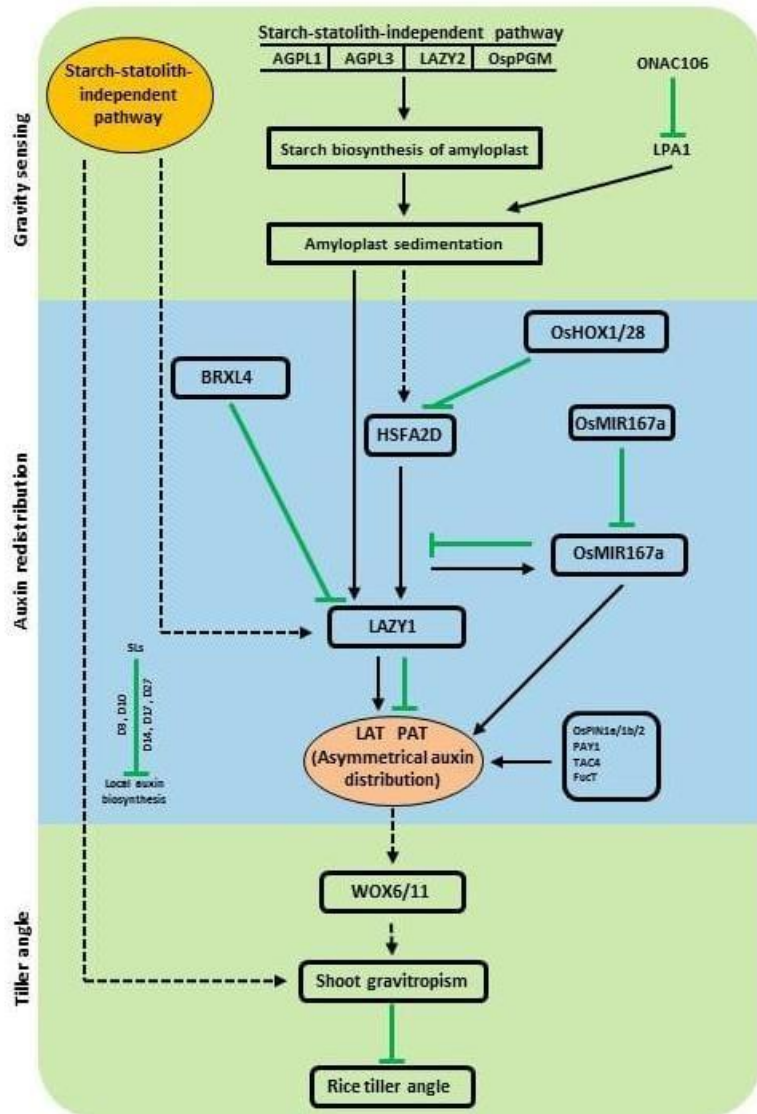 Starch-statolith-independent pathway
AGPL1 AGPL3 LAZY2 OspPGM
Starch-statolith-
independent
pathway
ONAC106
LPA1
Starch biosynthesis of amyloplast
Amyloplast sedimentation
Gravity sensing
OsHOX1/28
BRXL4
HSFA2D
OsMIR167a
OsMIR167a
LAZY1
Auxin redistribution
SLs
D3, D10
D14, D17, D27
Local auxin
biosynthesis
LAT PAT
(Asymmetrical auxin
distribution)
OsPIN1e/1b/2
PAY1
TAC4
FucT
WOX6/11
Shoot gravitropism
Rice tiller angle
Tiller angle